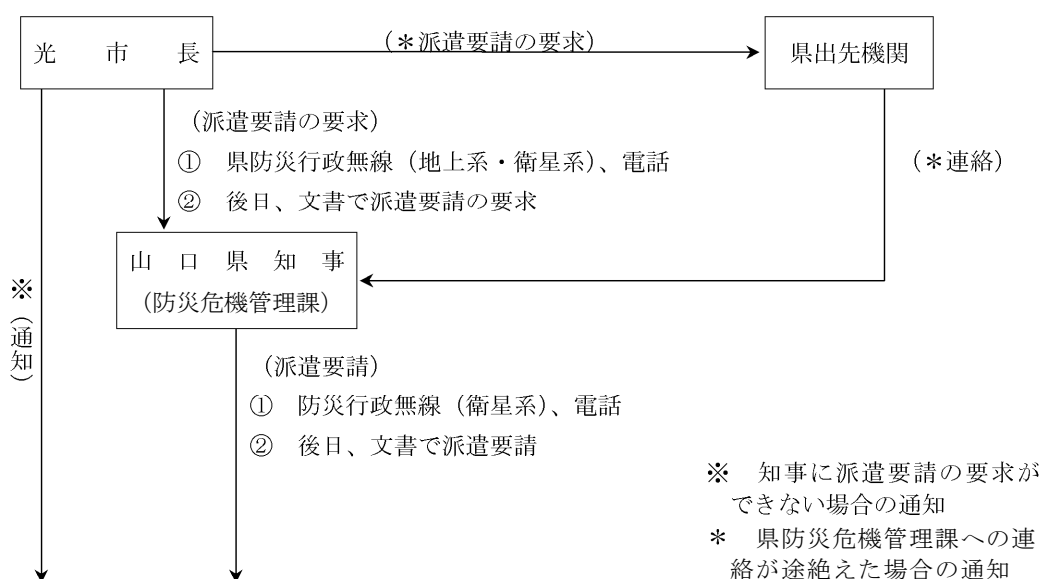 光 市 長
(＊派遣要請の要求)
県出先機関
(派遣要請の要求)
① 県防災行政無線（地上系・衛星系）、電話
② 後日、文書で派遣要請の要求
(＊連絡)
山 口 県 知 事
(防災危機管理課)
※（通知）
(派遣要請)
① 防災行政無線（衛星系）、電話
② 後日、文書で派遣要請
※ 知事に派遣要請の要求が
できない場合の通知
＊ 県防災危機管理課への連
絡が途絶えた場合の通知